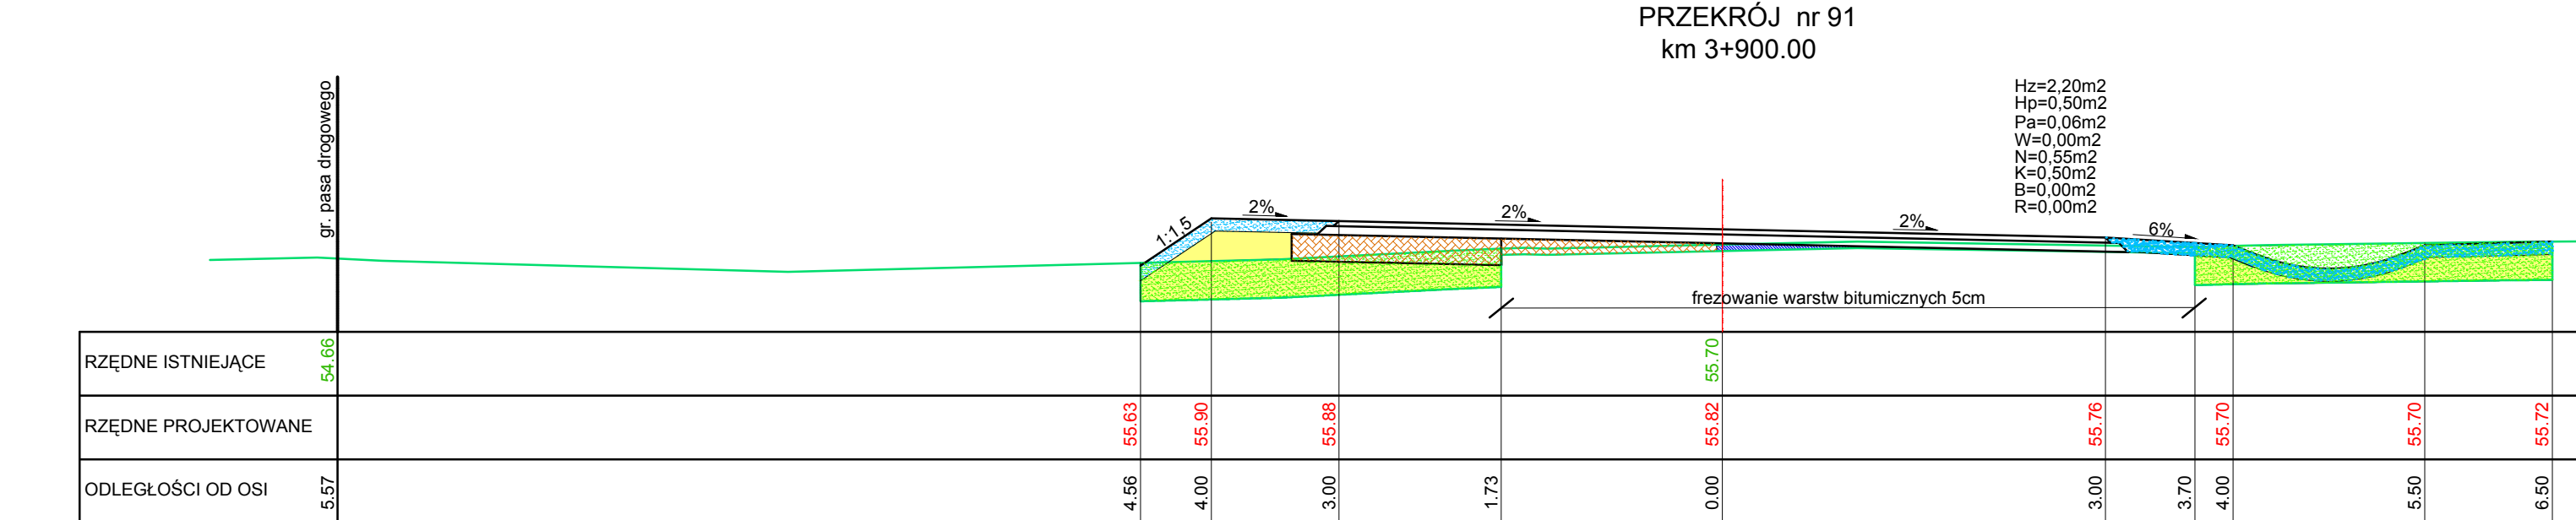 PRZEKRÓJ nr 91
km 3+900.00
gr. pasa drogowego
Hz=2,20m2
Hp=0,50m2
Pa=0,06m2
W=0,00m2
N=0,55m2
K=0,50m2
B=0,00m2
R=0,00m2
1:1,5
2%
2%
2%
6%
frezowanie warstw bitumicznych 5cm
RZĘDNE ISTNIEJĄCE 54.66 55.70
RZĘDNE PROJEKTOWANE 55.63 55.90 55.88 55.82 55.76 55.70 55.70 55.72
ODLEGŁOŚCI OD OSI 5.57 4.56 4.00 3.00 1.73 0.00 3.00 3.70 4.00 5.50 6.50